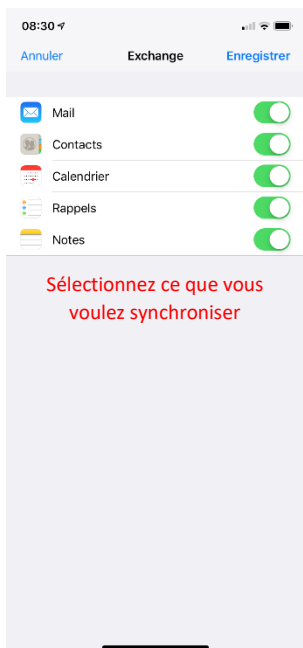 08:30
Annuler Exchange Enregistrer
Mail
Contacts
Calendrier
Rappels
Notes
Sélectionnez ce que vous
voulez synchroniser